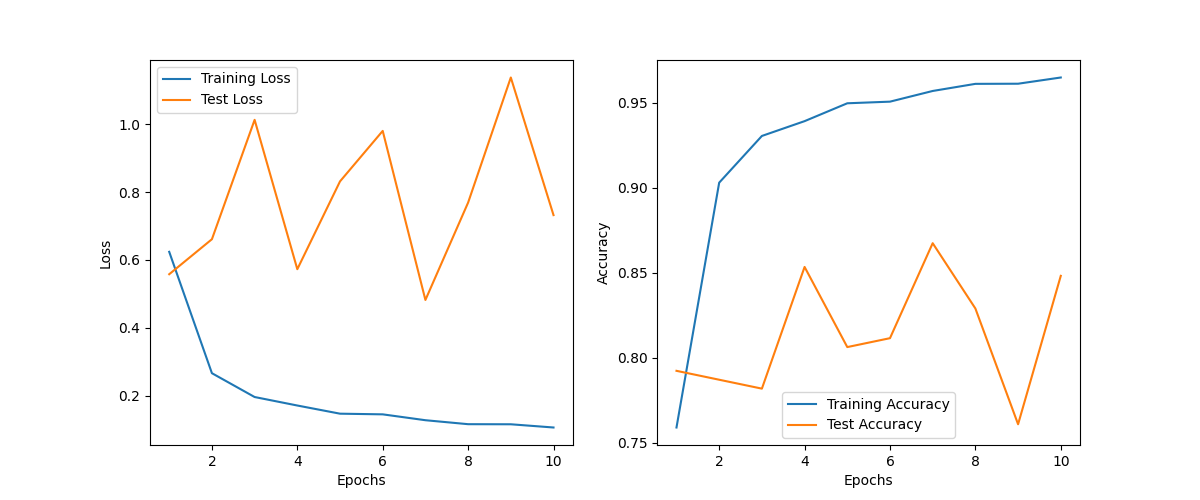 Training Loss
Test Loss
1.0
0.8
0.6
0.4
0.2
2 4 6 8 10
Loss
Epochs
0.95
0.90
0.85
0.80
0.75
Training Accuracy
Test Accuracy
2 4 6 8 10
Accuracy
Epochs